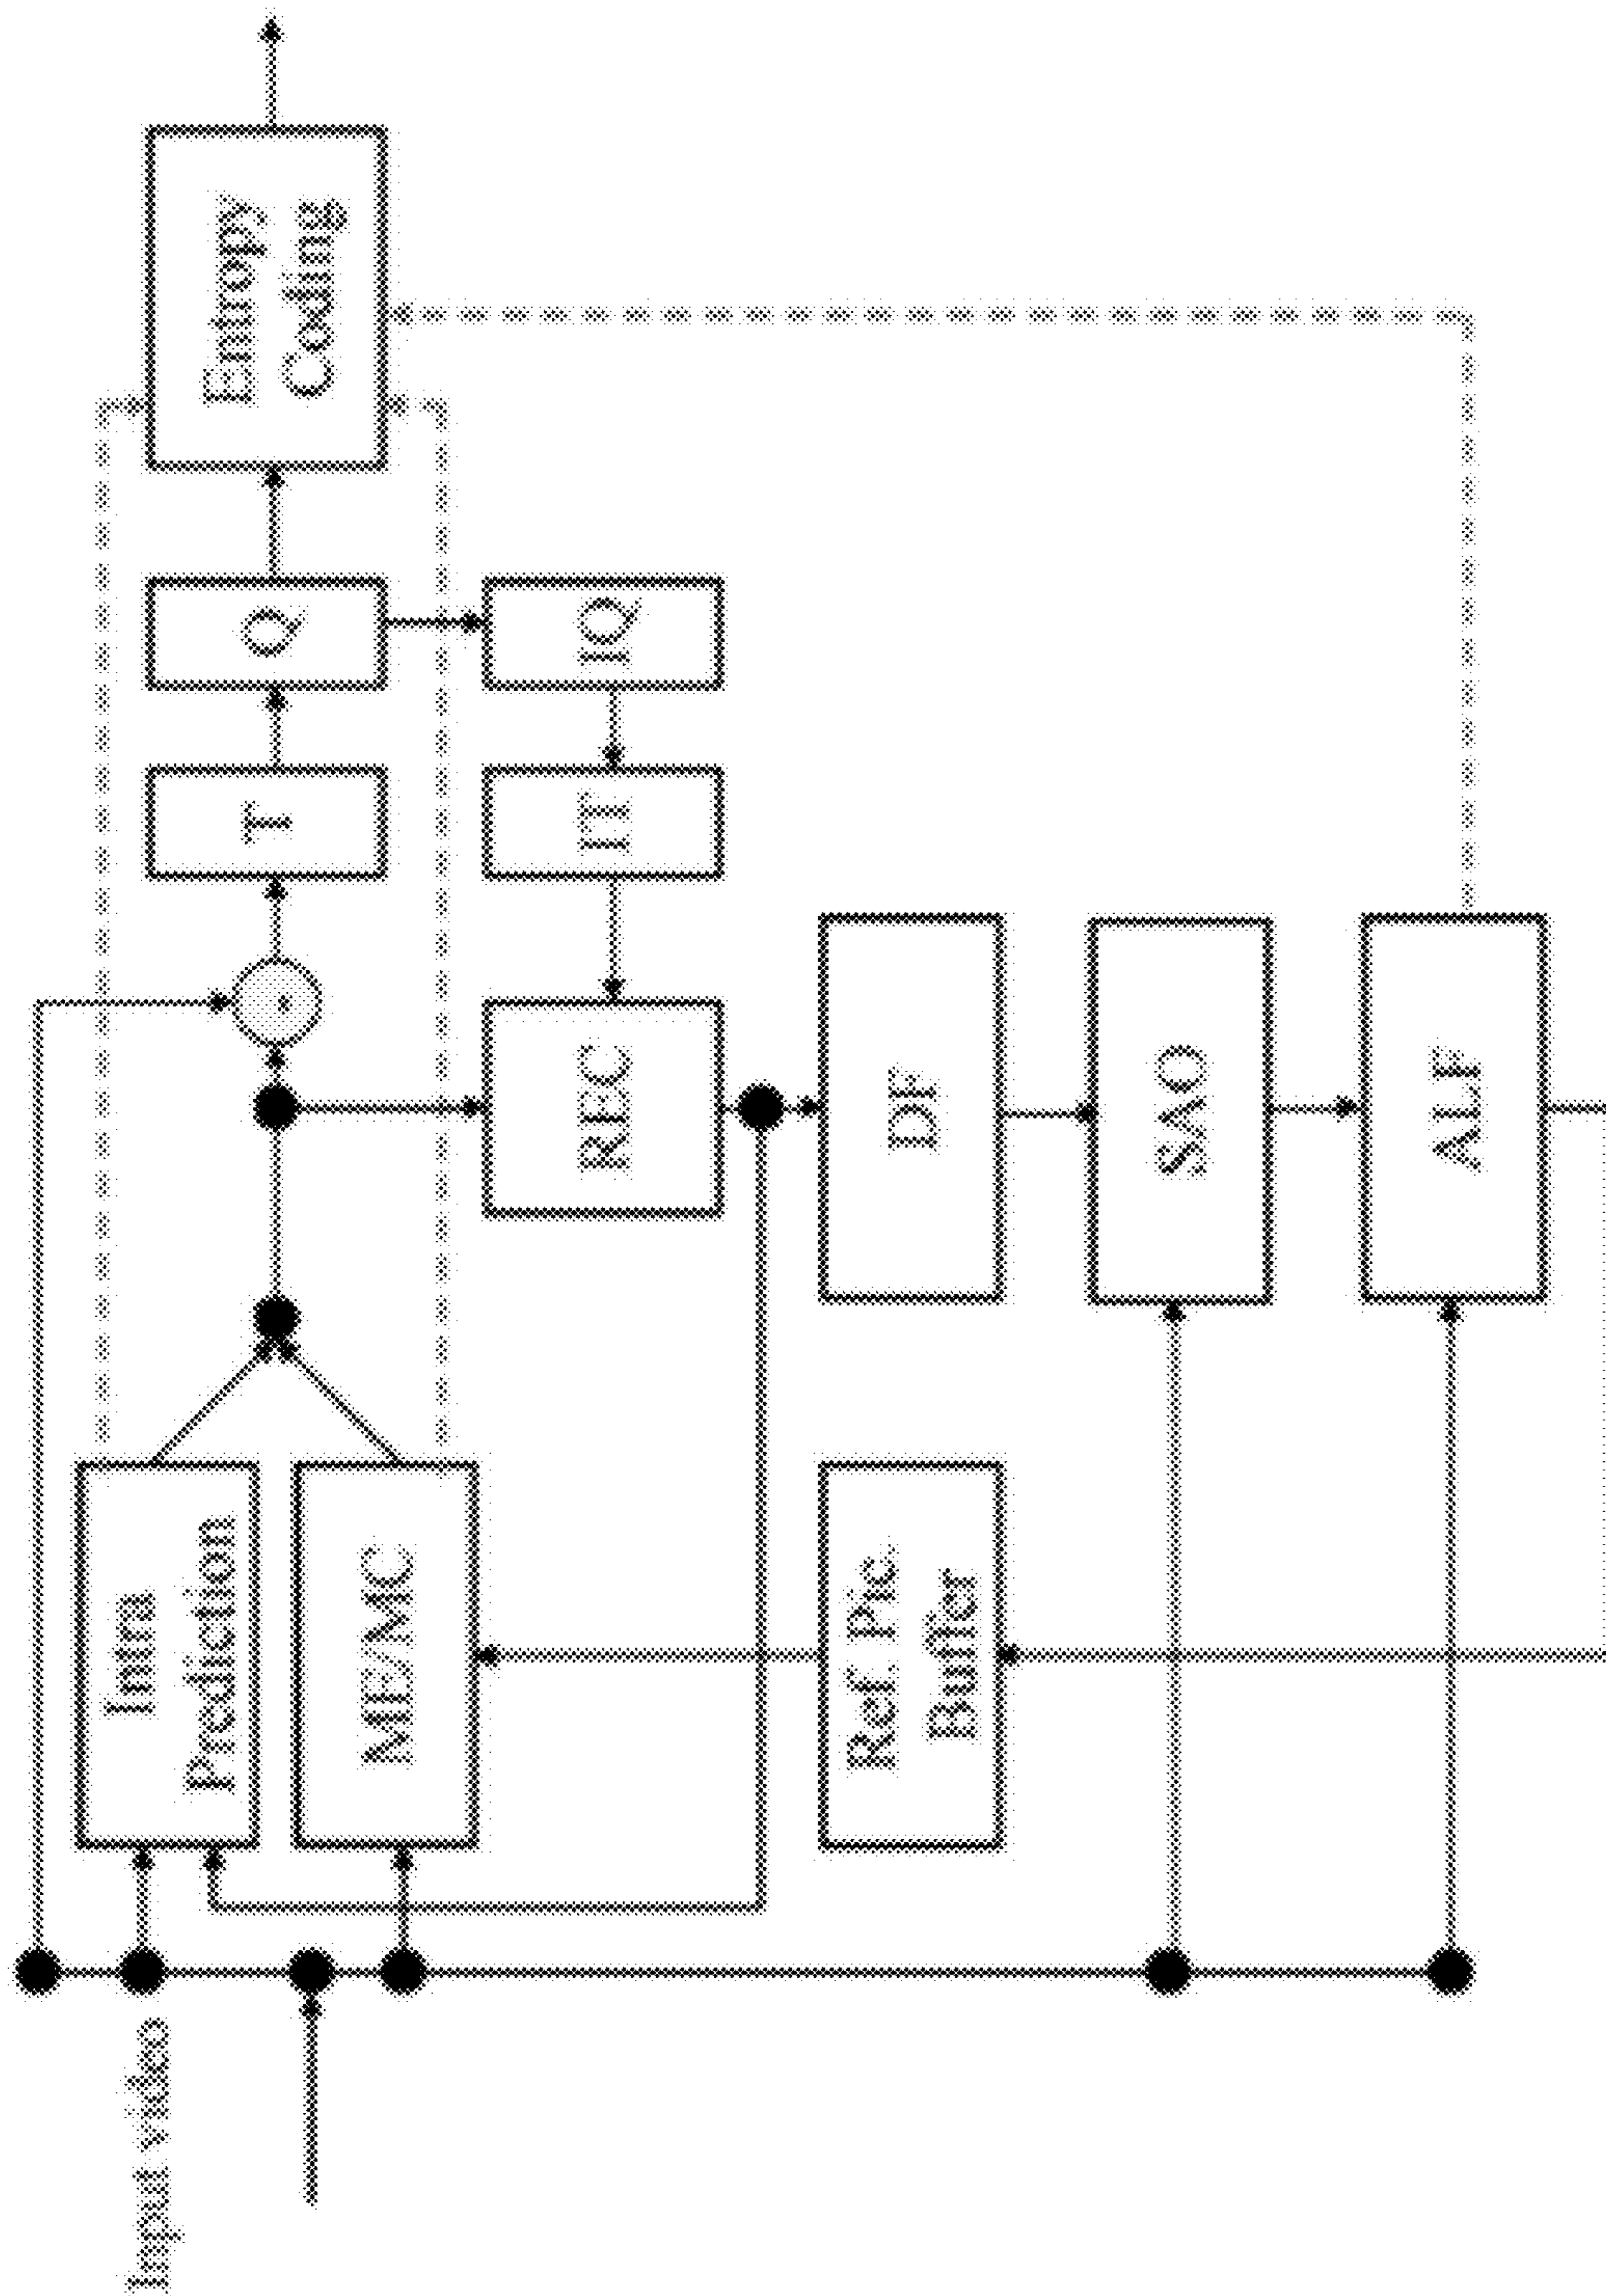 Input video
Intra
Prediction
ME/MC
T
Q
Entropy
Coding
REC
IT
IQ
Ref. Pic.
Buffer
DF
SAO
ALF
-